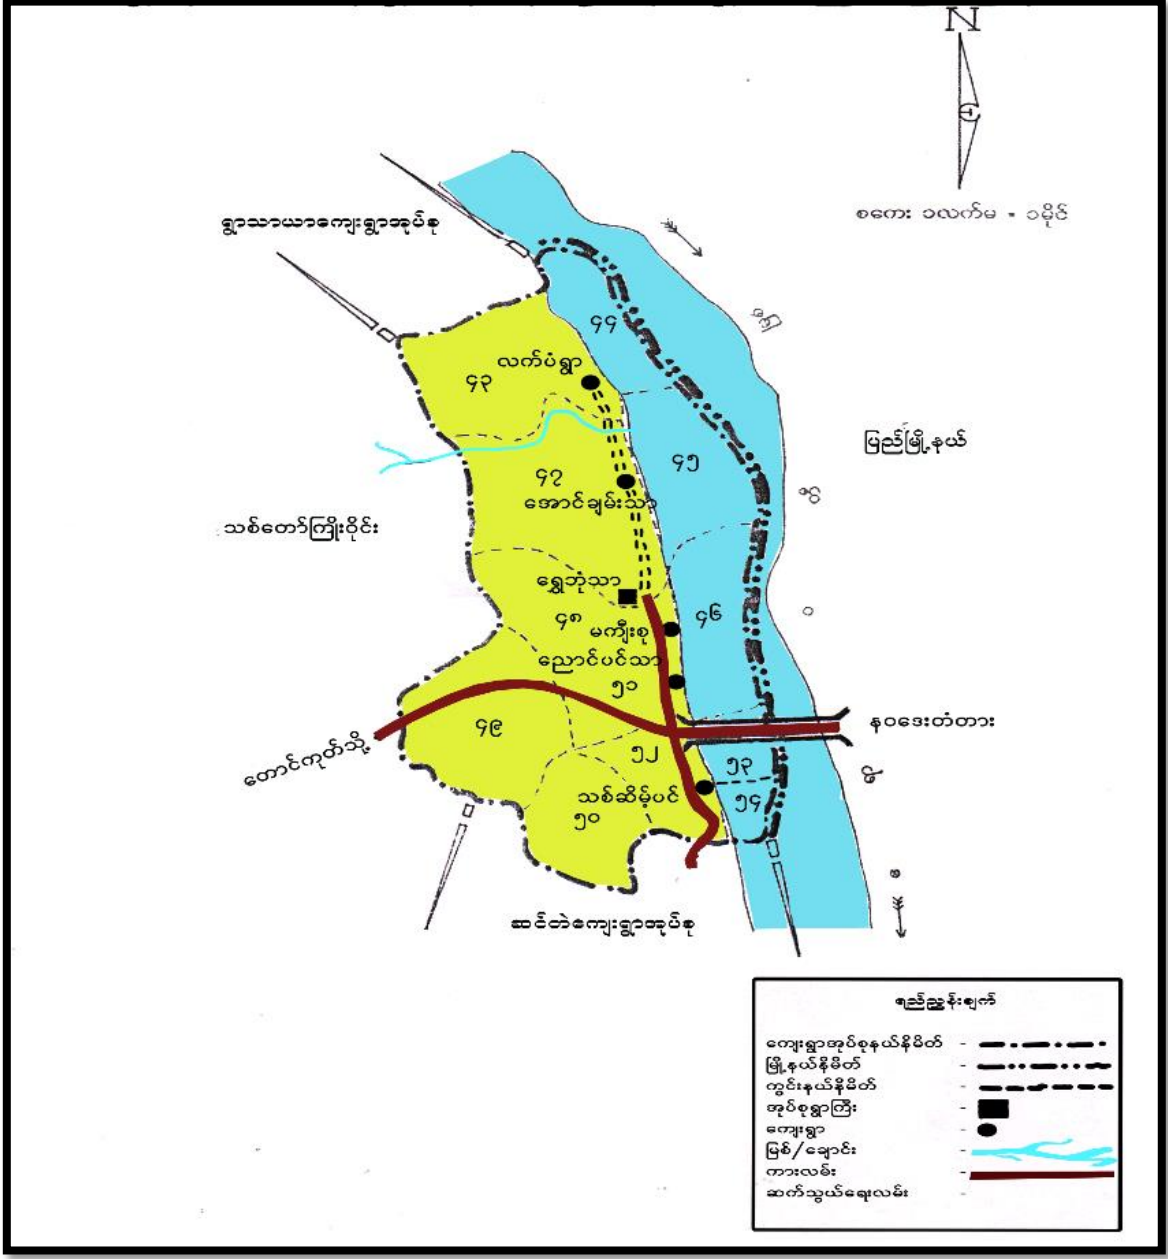 N
စကေး ၁လက်မ = ၁မိုင်
ရွာသာယာကျေးရွာအုပ်စု
၄၄
လက်ပံရွာ
၄၃
ပြည်မြို့နယ်
၄၅
၄၇
အောင်ချမ်းသာ
သစ်တော်ကြိုးဝိုင်း
ရွှေဘုံသာ
၄၈
မကျီးစု
၄၆
ညောင်ပင်သာ
၅၁
နဝဒေးတံတား
၄၉
တောင်ကုတ်သို့
၅၂
၅၃
သစ်ဆိမ့်ပင်
၅၄
၅၀
ဆင်တဲကျေးရွာအုပ်စု
ရည်ညွှန်းချက်
ကျေးရွာအုပ်စုနယ်နိမိတ် -
မြို့နယ်နိမိတ် -
ကွင်းနယ်နိမိတ် -
အုပ်စုရွာကြီး -
ကျေးရွာ -
မြစ်/ချောင်း -
ကားလမ်း -
ဆက်သွယ်ရေးလမ်း -